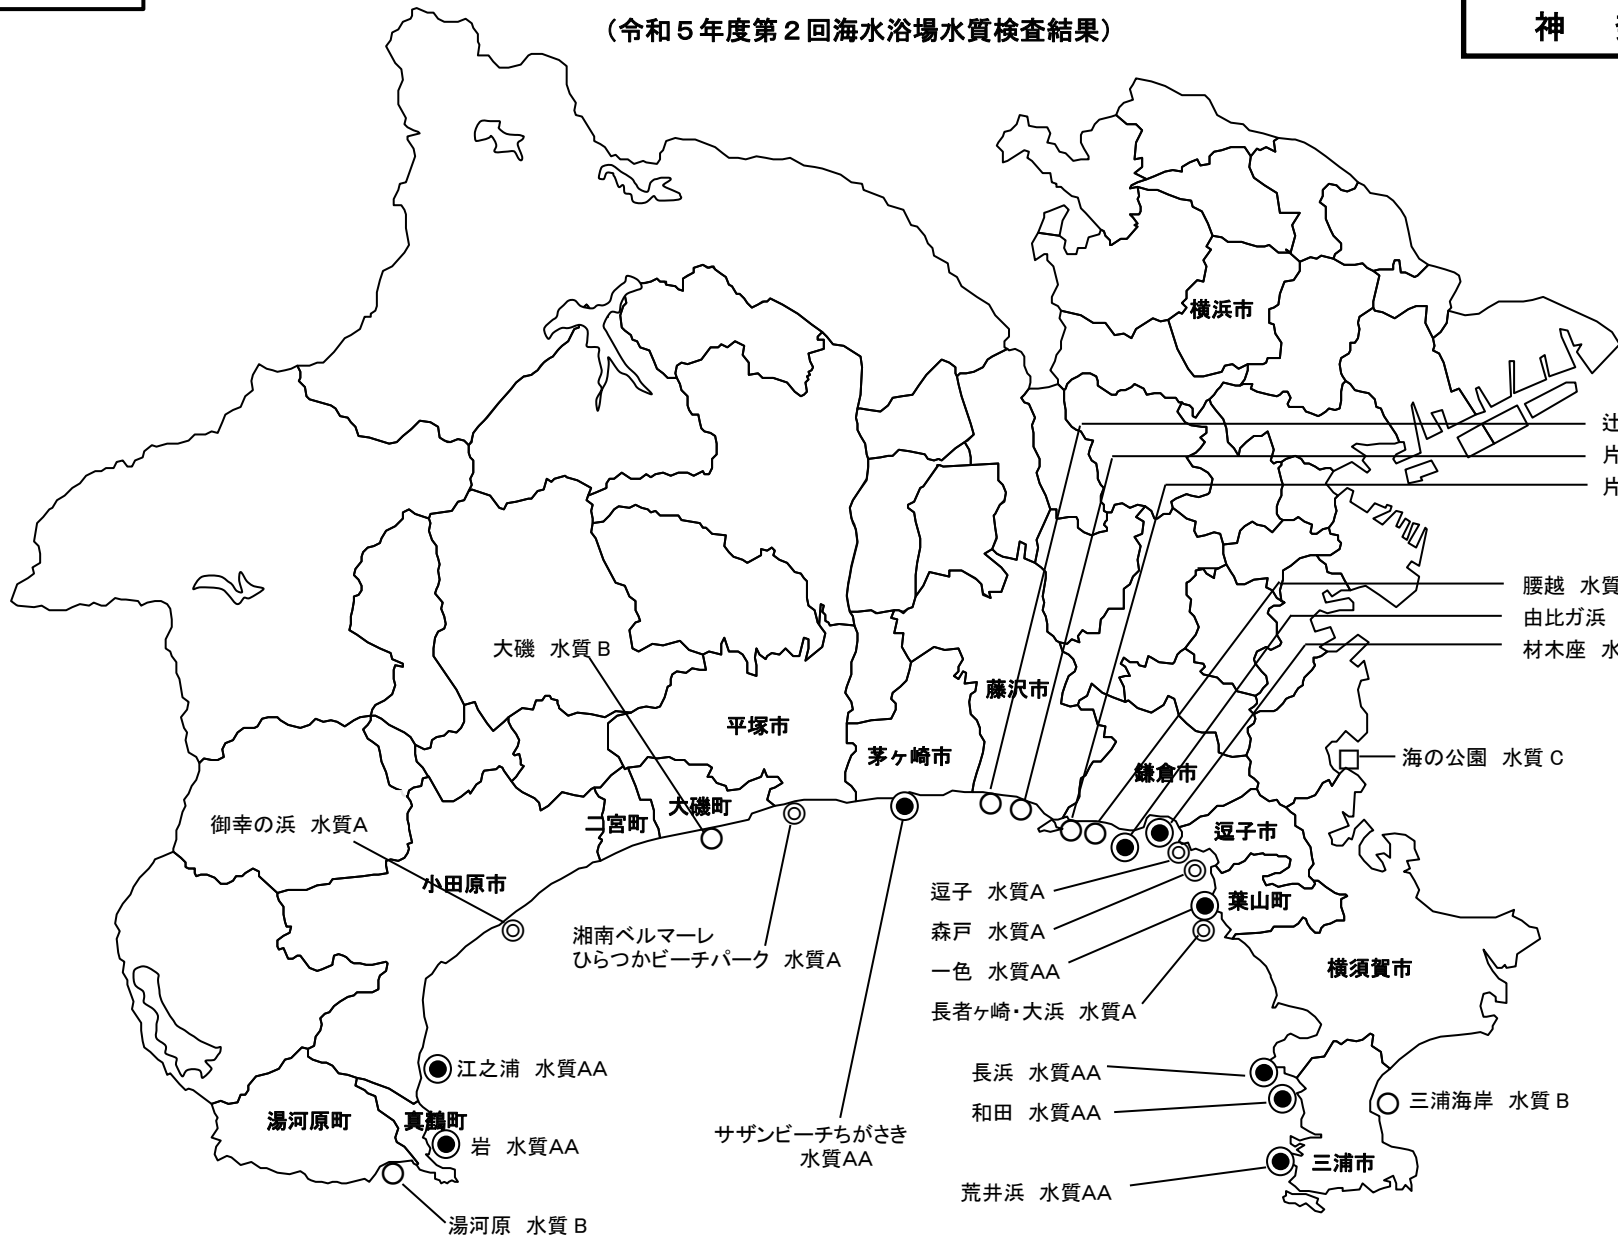 (令和５年度第２回海水浴場水質検査結果)
神
横浜市
辻
片
片
腰越 水質
由比ガ浜
材木座 水
大磯 水質Ｂ
藤沢市
平塚市
茅ヶ崎市
鎌倉市
海の公園 水質Ｃ
大磯町
二宮町
御幸の浜 水質A
逗子市
小田原市
逗子 水質A
葉山町
湘南ベルマーレ
ひらつかビーチパーク 水質A
森戸 水質A
一色 水質AA
横須賀市
長者ヶ崎・大浜 水質A
江之浦 水質AA
長浜 水質AA
和田 水質AA
三浦海岸 水質Ｂ
湯河原町
真鶴町
岩 水質AA
サザンビーチちがさき
水質AA
三浦市
荒井浜 水質AA
湯河原 水質Ｂ